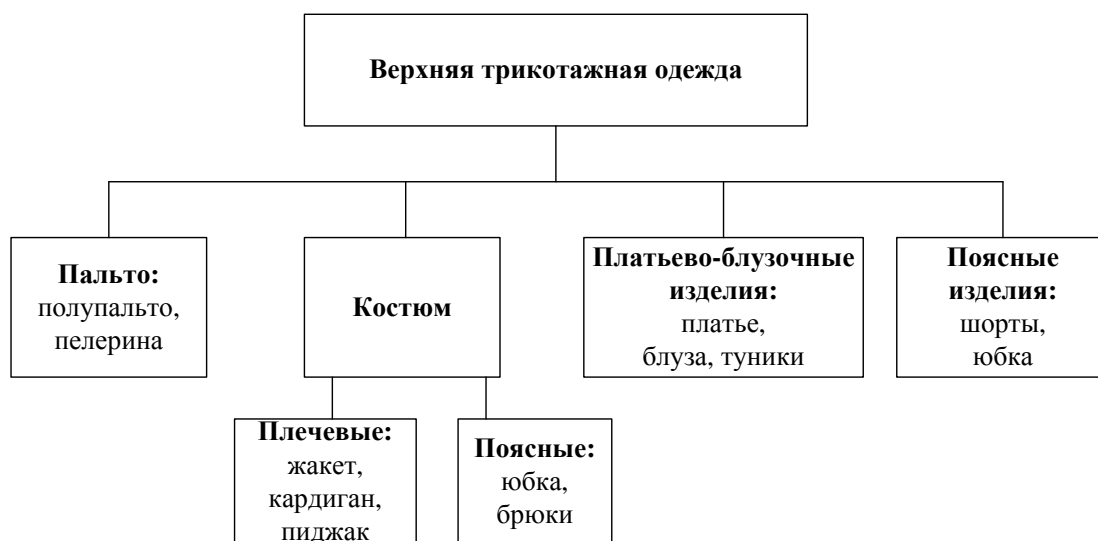 Верхняя трикотажная одежда
Пальто:
полупальто,
пелерина
Костюм
Платьево-блузочные
изделия:
платье,
блуза, туники
Поясные
изделия:
шорты,
юбка
Плечевые:
жакет,
кардиган,
пиджак
Поясные:
юбка,
брюки